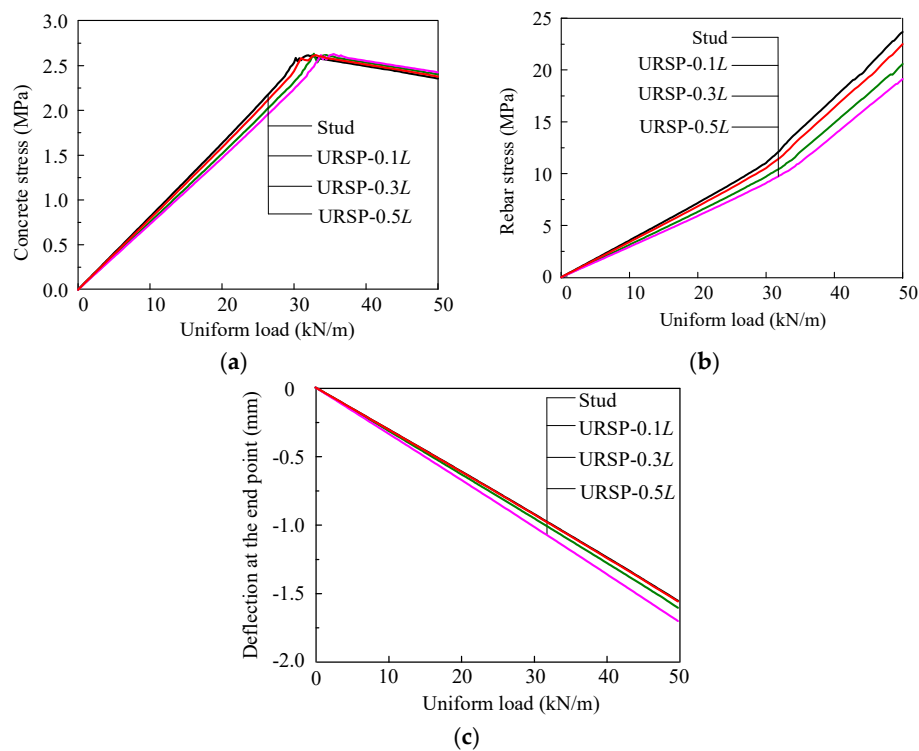 3.0
2.5
2.0
1.5
1.0
0.5
0.0
0 10 20 30 40 50
Concrete stress (MPa)
Uniform load (kN/m)
Stud
URSP-0.1L
URSP-0.3L
URSP-0.5L
(a)
25
20
15
10
5
0
0 10 20 30 40 50
Rebar stress (MPa)
Uniform load (kN/m)
Stud
URSP-0.1L
URSP-0.3L
URSP-0.5L
(b)
0
-0.5
-1.0
-1.5
-2.0
0 10 20 30 40 50
Deflection at the end point (mm)
Uniform load (kN/m)
Stud
URSP-0.1L
URSP-0.3L
URSP-0.5L
(c)